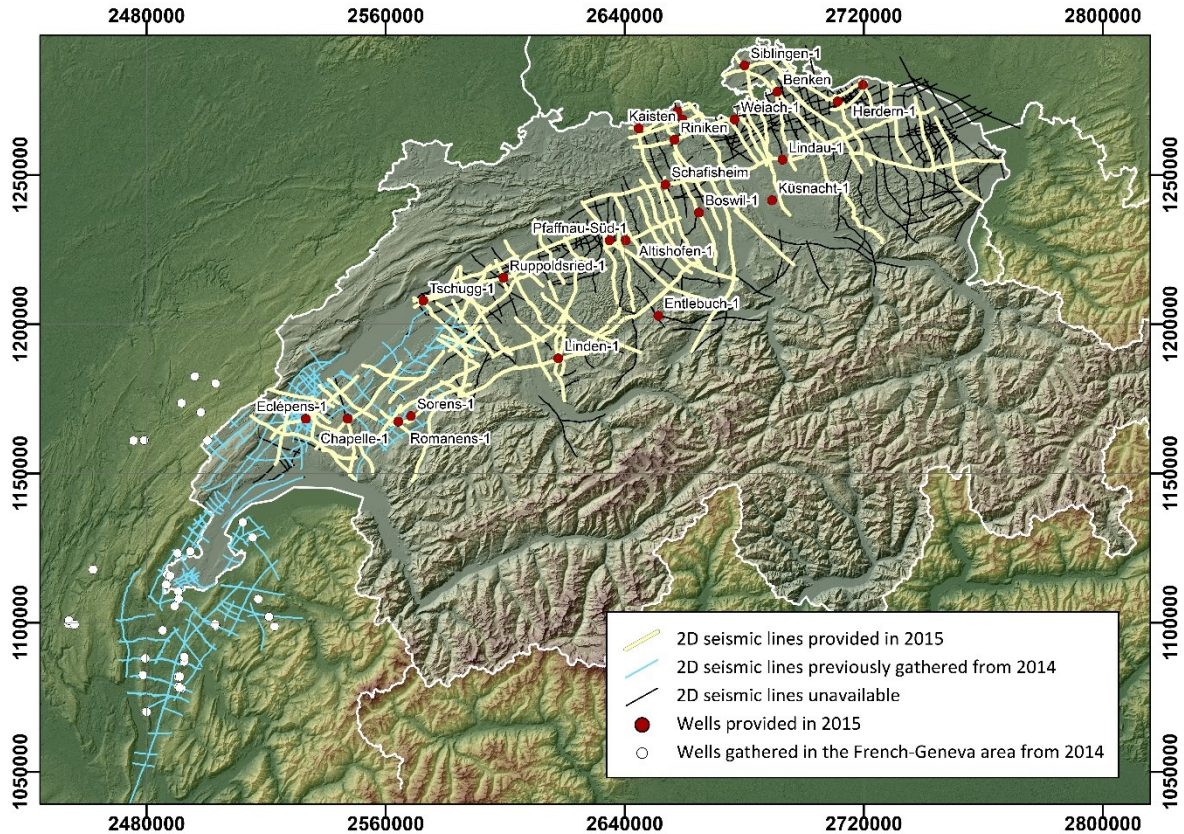 2480000 2560000 2640000 2720000 2800000
Siblingen-1
Benken
Kaisten
Weiach-1
Herdern-1
Riniken
Lindau-1
1250000 1250000
Schafisheim
Küsnacht-1
Boswil-1
Pfaffnau-Süd-1
Altishofen-1
Ruppoldsried-1
Tschugg-1
Entlebuch-1
1200000 1200000
Linden-1
Eclépens-1
Sorens-1
Chapelle-1
Romanens-1
1150000 1150000
1100000 1100000
2D seismic lines provided in 2015
2D seismic lines previously gathered from 2014
2D seismic lines unavailable
Wells provided in 2015
Wells gathered in the French-Geneva area from 2014
1050000 1050000
2480000 2560000 2640000 2720000 2800000